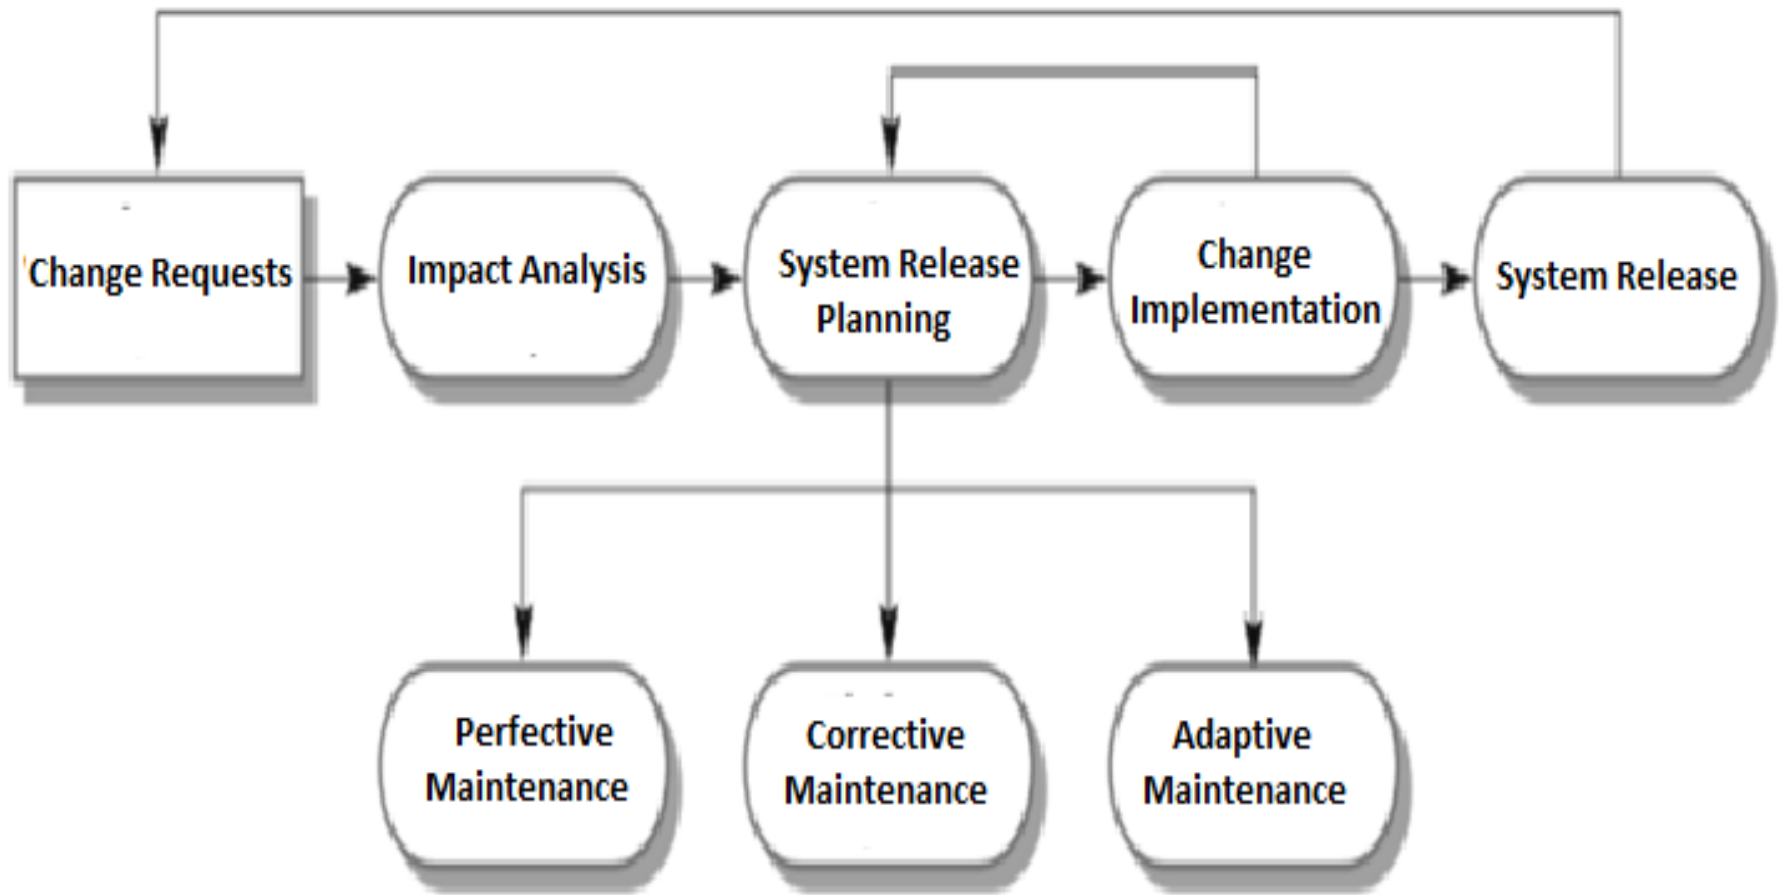 Change Requests
Impact Analysis
System Release
Planning
Change
Implementation
System Release
Perfective
Maintenance
Corrective
Maintenance
Adaptive
Maintenance